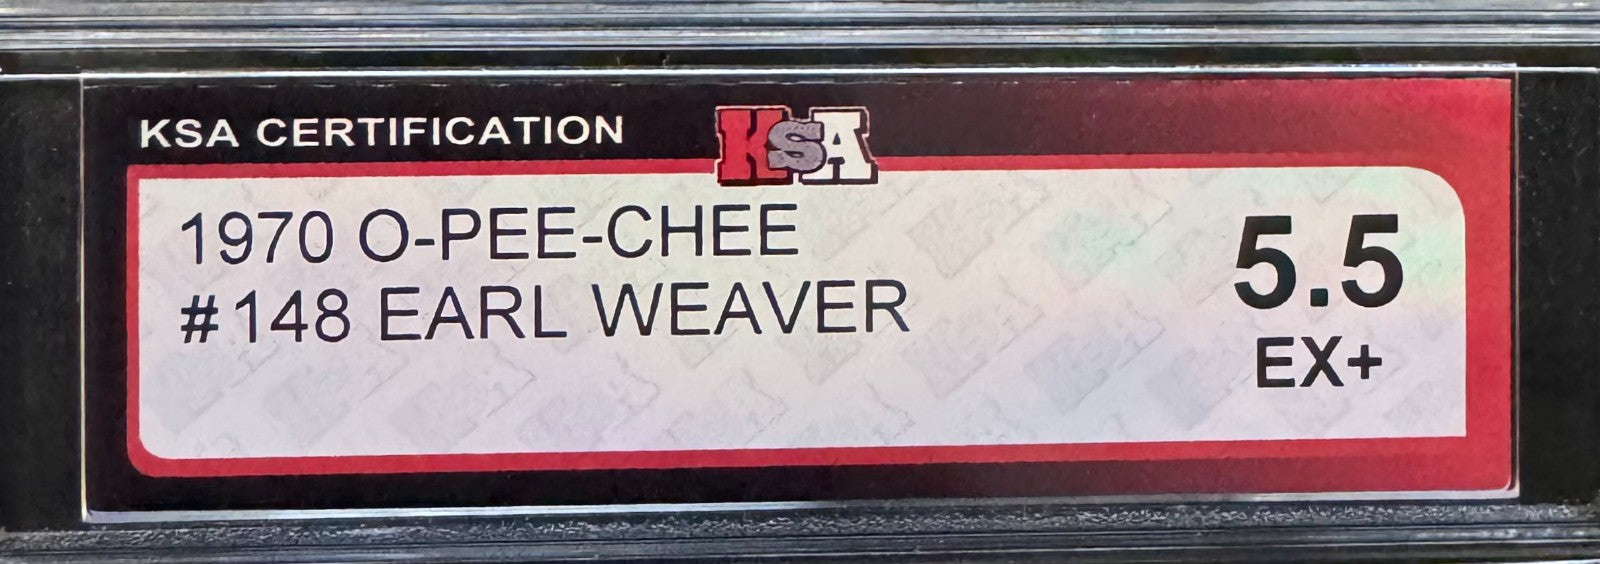 KSA CERTIFICATION
KSA
1970 O-PEE-CHEE
#148 EARL WEAVER
5.5
EX+